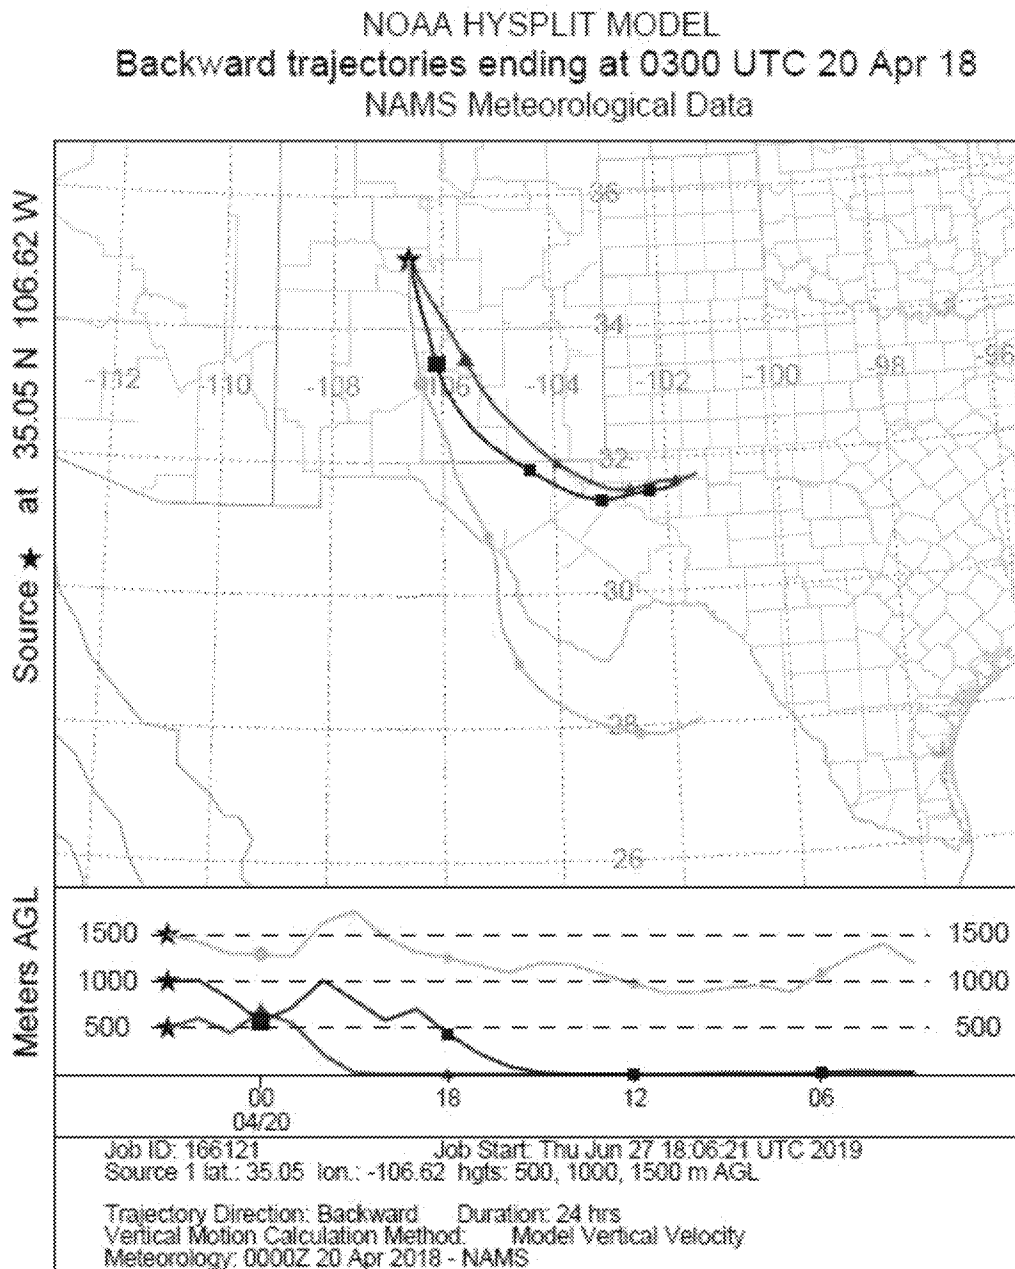 NOAA HYSPLIT MODEL
Backward trajectories ending at 0300 UTC 20 Apr 18
NAMS Meteorological Data
Source ★ at 35.05 N 106.62 W
36
34
-112 -110 -108 -106 -104 -102 -100 -98 -96
32
30
28
26
Meters AGL
1500 1500
1000 1000
500 500
00 18 12 06
04/20
Job ID: 166121 Job Start: Thu Jun 27 18:06:21 UTC 2019
Source 1 lat.: 35.05 lon.: -106.62 hgts: 500, 1000, 1500 m AGL
Trajectory Direction: Backward Duration: 24 hrs
Vertical Motion Calculation Method: Model Vertical Velocity
Meteorology: 0000Z 20 Apr 2018 - NAMS